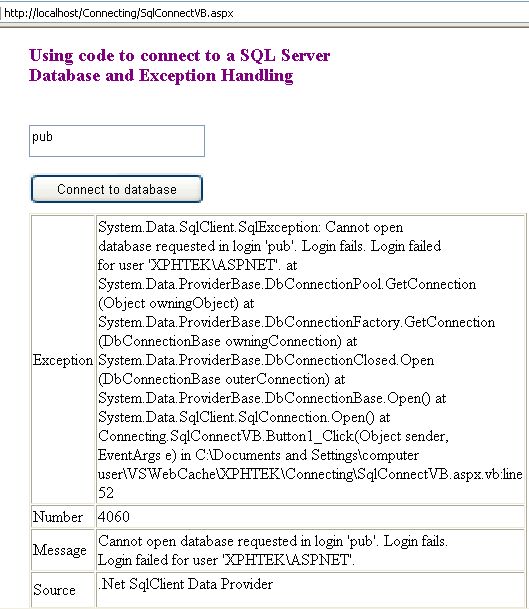 http://localhost/Connecting/SqlConnectVB.aspx
Using code to connect to a SQL Server
Database and Exception Handling
pub
Connect to database
Exception
System.Data.SqlClient.SqlException: Cannot open
database requested in login 'pub'. Login fails. Login failed
for user 'XPHTEK\ASPNET'. at
System.Data.ProviderBase.DbConnectionPool.GetConnection
(Object owningObject) at
System.Data.ProviderBase.DbConnectionFactory.GetConnection
(DbConnectionBase owningConnection) at
System.Data.ProviderBase.DbConnectionClosed.Open
(DbConnectionBase outerConnection) at
System.Data.ProviderBase.DbConnectionBase.Open() at
System.Data.SqlClient.SqlConnection.Open() at
Connecting.SqlConnectVB.Button1_Click(Object sender,
EventArgs e) in C:\Documents and Settings\computer
user\VSWebCache\XPHTEK\Connecting\SqlConnectVB.aspx.vb:line
52
Number
4060
Message
Cannot open database requested in login 'pub'. Login fails.
Login failed for user 'XPHTEK\ASPNET'.
Source
.Net SqlClient Data Provider